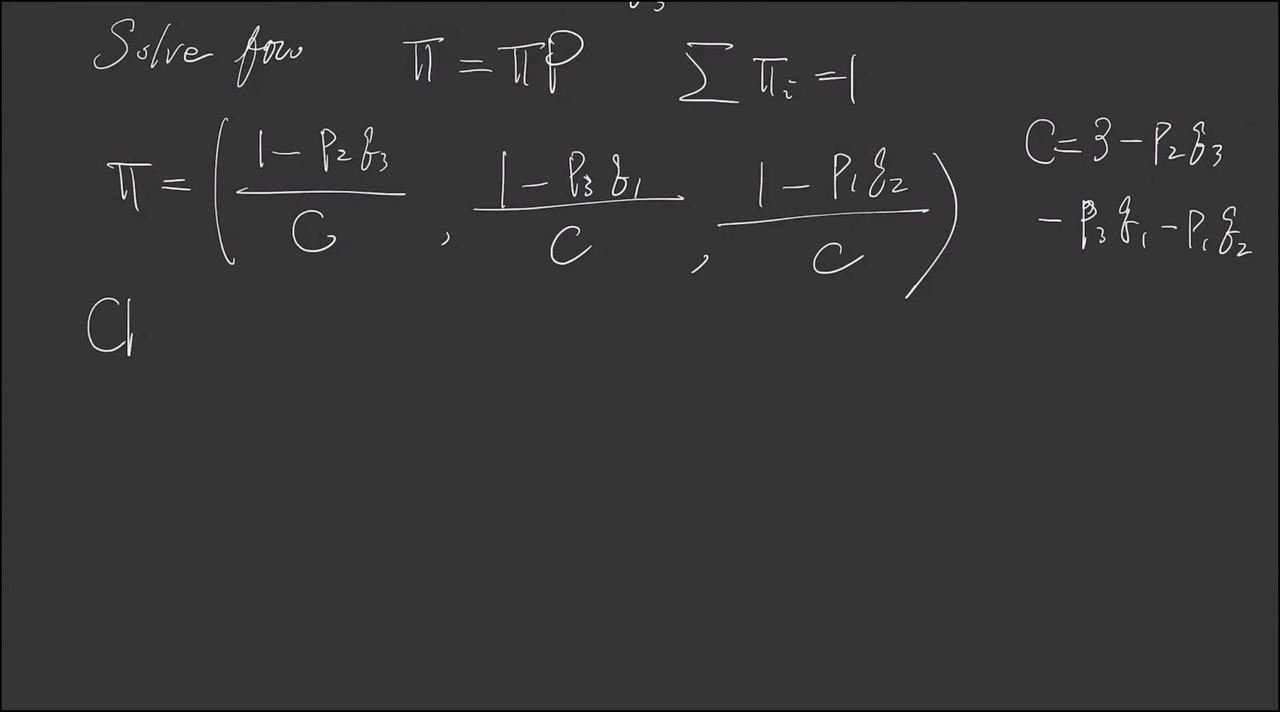 Solve for π = πP ∑ πᵢ = 1
π = ( (1 - p₂q₃)/C , (1 - p₃q₁)/C , (1 - p₁q₂)/C ) C = 3 - p₂q₃
- p₃q₁ - p₁q₂
Cl